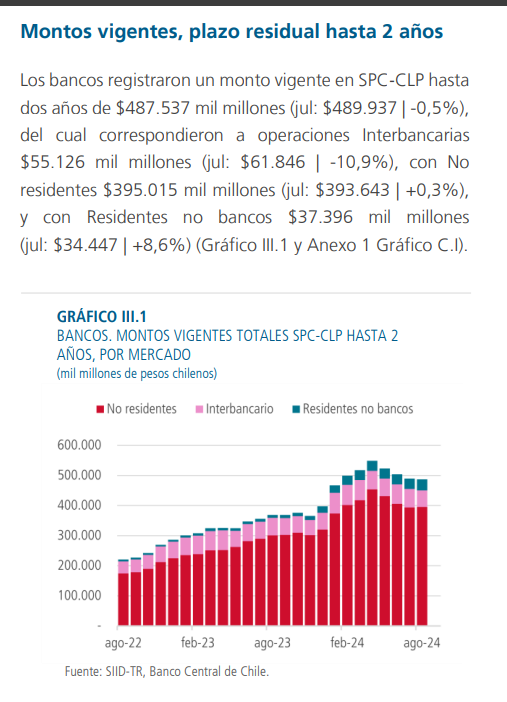 Montos vigentes, plazo residual hasta 2 años
Los bancos registraron un monto vigente en SPC-CLP hasta
dos años de $487.537 mil millones (jul: $489.937 | -0,5%),
del cual correspondieron a operaciones Interbancarias
$55.126 mil millones (jul: $61.846 | -10,9%), con No
residentes $395.015 mil millones (jul: $393.643 | +0,3%),
y con Residentes no bancos $37.396 mil millones
(jul: $34.447 | +8,6%) (Gráfico III.1 y Anexo 1 Gráfico C.I).
GRÁFICO III.1
BANCOS. MONTOS VIGENTES TOTALES SPC-CLP HASTA 2
AÑOS, POR MERCADO
(mil millones de pesos chilenos)
No residentes Interbancario Residentes no bancos
600.000
500.000
400.000
300.000
200.000
100.000
-
ago-22 feb-23 ago-23 feb-24 ago-24
Fuente: SIID-TR, Banco Central de Chile.